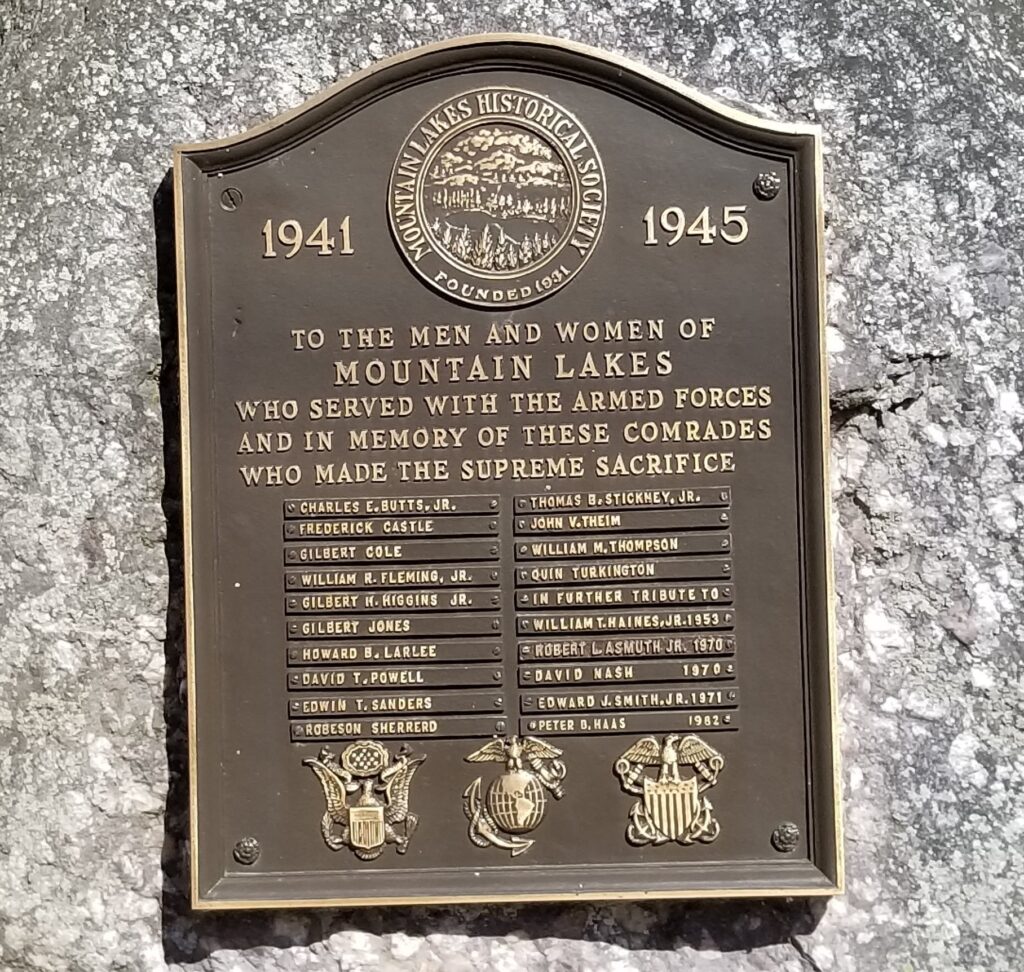 MOUNTAIN LAKES HISTORICAL SOCIETY
FOUNDED 1931
1941
1945
TO THE MEN AND WOMEN OF
MOUNTAIN LAKES
WHO SERVED WITH THE ARMED FORCES
AND IN MEMORY OF THESE COMRADES
WHO MADE THE SUPREME SACRIFICE
CHARLES E. BUTTS, JR.
FREDERICK CASTLE
GILBERT COLE
WILLIAM R. FLEMING, JR.
GILBERT H. HIGGINS JR.
GILBERT JONES
HOWARD B. LARLEE
DAVID T. POWELL
EDWIN T. SANDERS
ROBESON SHERRERD
THOMAS B. STICKNEY, JR.
JOHN V. THEIM
WILLIAM M. THOMPSON
QUIN TURKINGTON
IN FURTHER TRIBUTE TO
WILLIAM T. HAINES, JR. 1953
ROBERT L. ASMUTH JR. 1970
DAVID NASH 1970
EDWARD J. SMITH, JR. 1971
PETER B. HAAS 1982